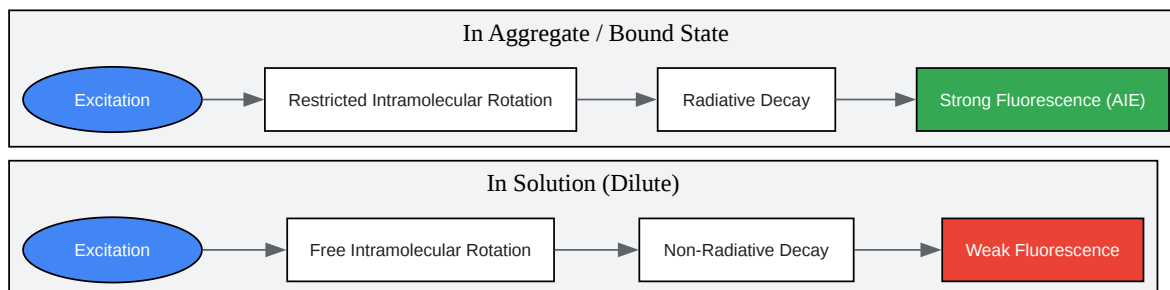 In Aggregate / Bound State
Excitation
Restricted Intramolecular Rotation
Radiative Decay
Strong Fluorescence (AIE)
In Solution (Dilute)
Excitation
Free Intramolecular Rotation
Non-Radiative Decay
Weak Fluorescence